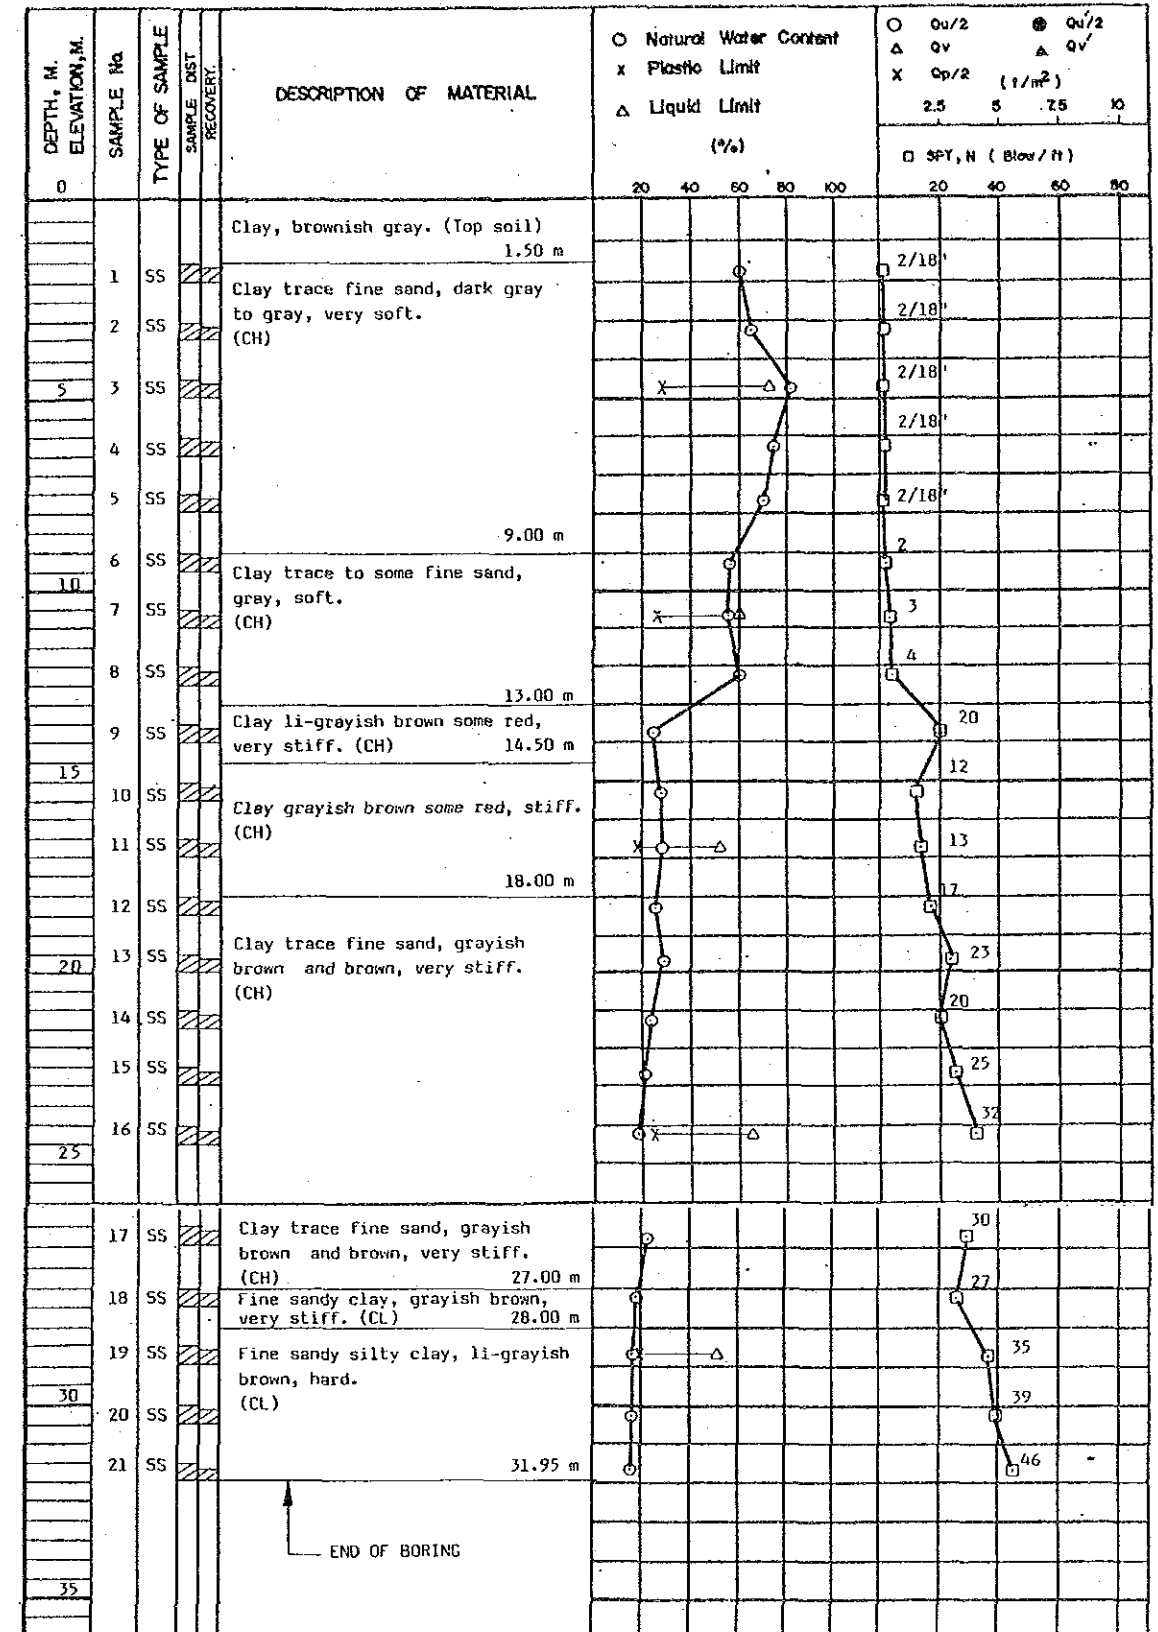 DEPTH, M.
ELEVATION, M.
SAMPLE No.
TYPE OF SAMPLE
SAMPLE DIST
RECOVERY.
DESCRIPTION OF MATERIAL
O Natural Water Content
x Plastic Limit
△ Liquid Limit
(%)
20 40 60 80 100
O Qu/2 ● Qu'/2
△ Qv ▲ Qv'
X Qp/2 (t/m²)
2.5 5 7.5 10
□ SPT, N ( Blow / ft )
20 40 60 80
0
Clay, brownish gray. (Top soil)
1.50 m
1 SS 2/18"
Clay trace fine sand, dark gray
to gray, very soft.
(CH)
2 SS 2/18"
5
3 SS 2/18"
4 SS 2/18"
5 SS 2/18"
9.00 m
6 SS 2
Clay trace to some fine sand,
gray, soft.
(CH)
10
7 SS 3
8 SS 4
13.00 m
Clay li-grayish brown some red,
very stiff. (CH) 14.50 m
9 SS 20
15
10 SS 12
Clay grayish brown some red, stiff.
(CH)
11 SS 13
18.00 m
12 SS 17
Clay trace fine sand, grayish
brown and brown, very stiff.
(CH)
13 SS 23
20
14 SS 20
15 SS 25
16 SS 32
25
17 SS 30
Clay trace fine sand, grayish
brown and brown, very stiff.
(CH) 27.00 m
18 SS 27
Fine sandy clay, grayish brown,
very stiff. (CL) 28.00 m
19 SS 35
Fine sandy silty clay, li-grayish
brown, hard.
(CL)
30
20 SS 39
21 SS 46
31.95 m
END OF BORING
35